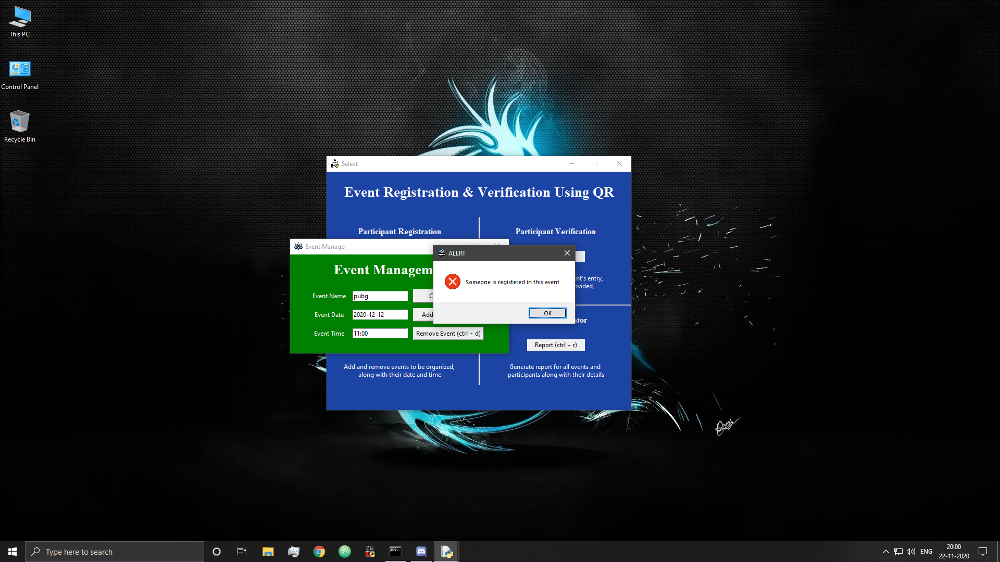 This PC
Control Panel
Recycle Bin
Select
Event Registration & Verification Using QR
Participant Registration
Participant Verification
Event Manager
Event Managem
ALERT
Someone is registered in this event
OK
nt's entry,
ovided,
Event Name pubg C
Event Date 2020-12-12 Add
Event Time 11:00 Remove Event (ctrl + d)
tor
Report (ctrl + r)
Add and remove events to be organized,
along with their date and time
Generate report for all events and
participants along with their details
Type here to search
ENG
20:00
22-11-2020